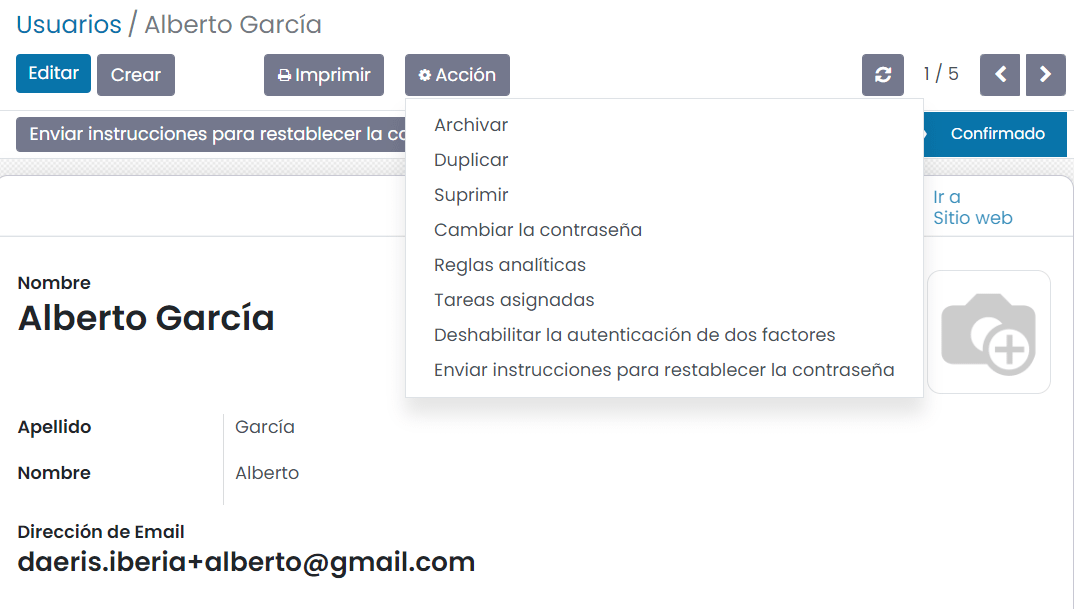 Usuarios / Alberto García
Editar Crear Imprimir Acción 1 / 5
Archivar
Enviar instrucciones para restablecer la co Confirmado
Duplicar
Suprimir
Ir a
Sitio web
Cambiar la contraseña
Reglas analíticas
Tareas asignadas
Deshabilitar la autenticación de dos factores
Enviar instrucciones para restablecer la contraseña
Nombre
Alberto García
Apellido García
Nombre Alberto
Dirección de Email
daeris.iberia+alberto@gmail.com